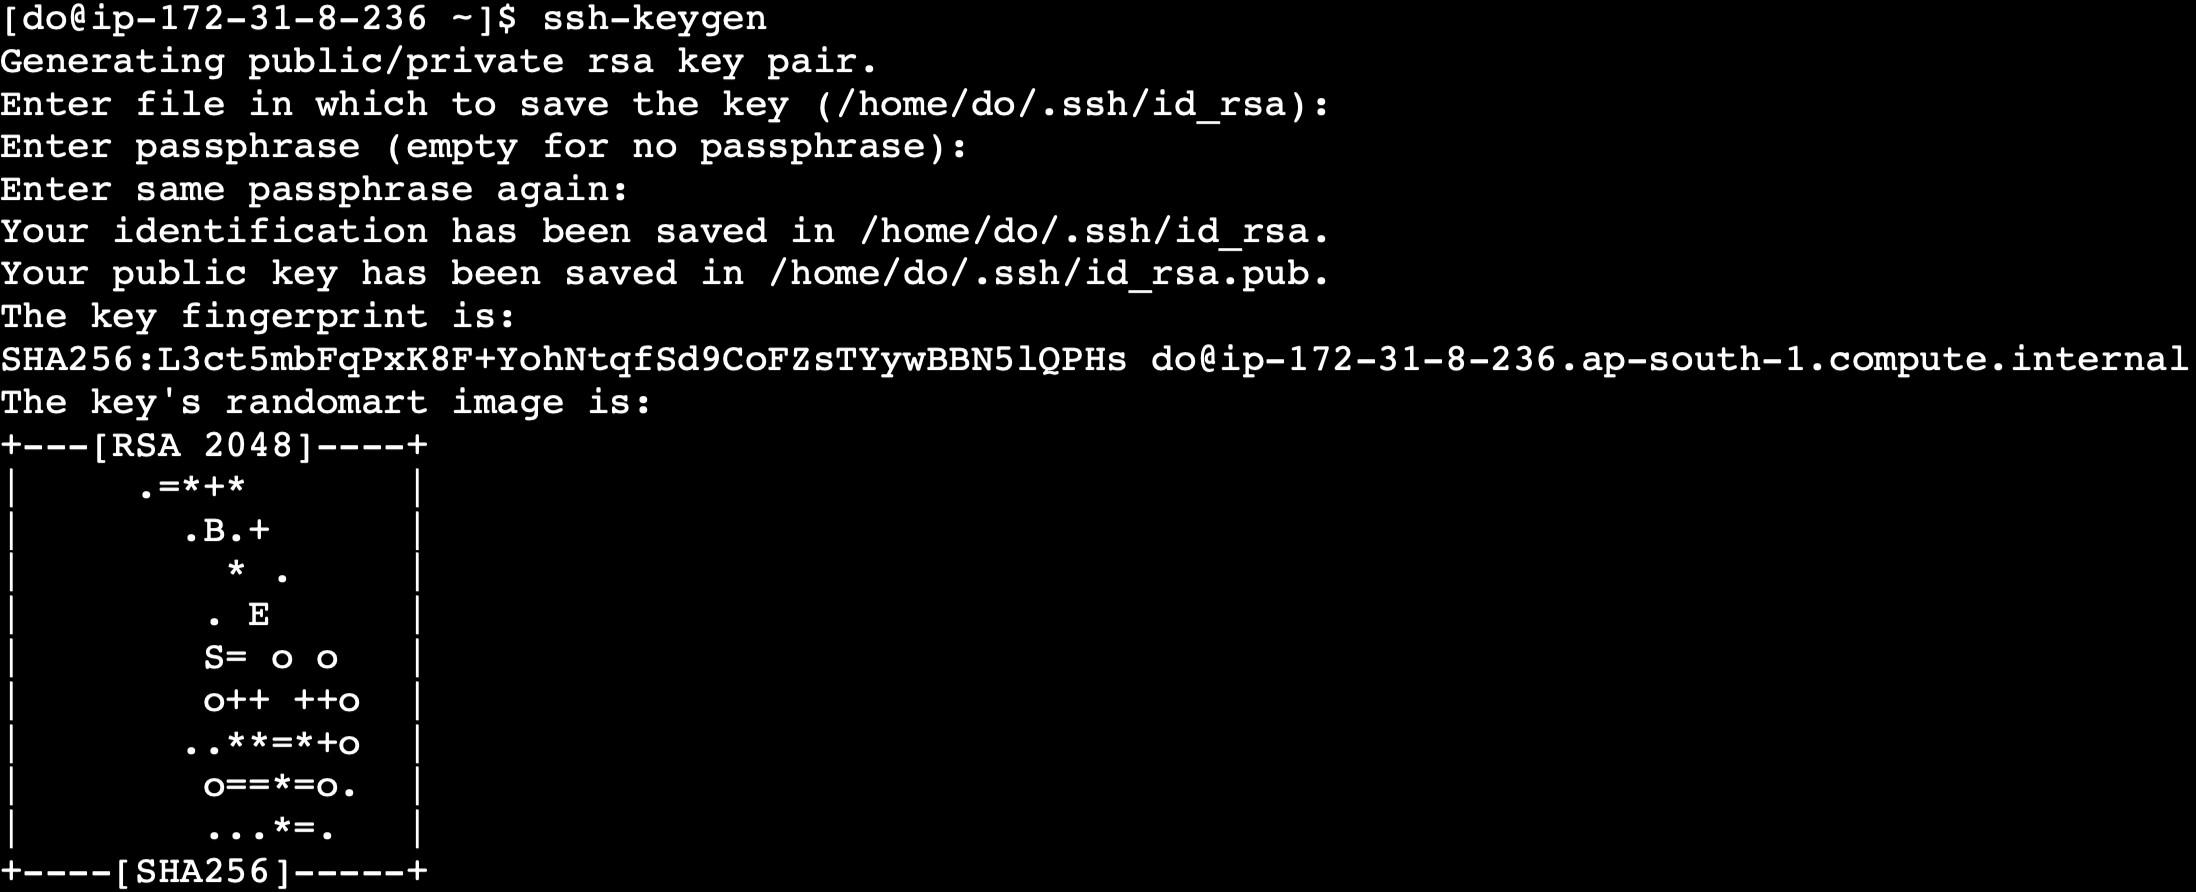 [do@ip-172-31-8-236 ~]$ ssh-keygen
Generating public/private rsa key pair.
Enter file in which to save the key (/home/do/.ssh/id_rsa):
Enter passphrase (empty for no passphrase):
Enter same passphrase again:
Your identification has been saved in /home/do/.ssh/id_rsa.
Your public key has been saved in /home/do/.ssh/id_rsa.pub.
The key fingerprint is:
SHA256:L3ct5mbFqPxK8F+YohNtqfSd9CoFZsTYywBBN5lQPHs do@ip-172-31-8-236.ap-south-1.compute.internal
The key's randomart image is:
+---[RSA 2048]----+
|     .=*+*       |
|       .B.+      |
|         * .     |
|        . E      |
|        S= o o   |
|        o++ ++o  |
|       ..**=*+o  |
|        o==*=o.  |
|        ...*=.   |
+----[SHA256]-----+